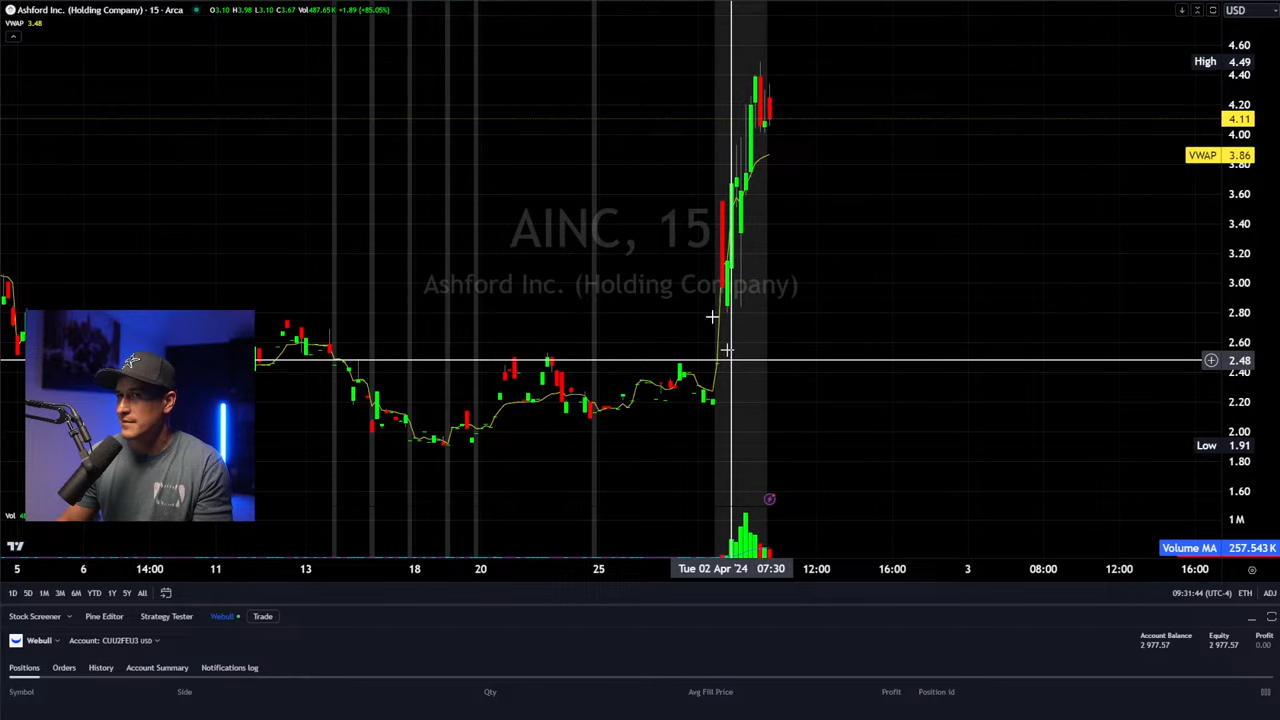 Ashford Inc. (Holding Company) · 15 · Arca O3.10 H3.98 L3.10 C3.67 Vol487.65K +1.89 (+85.05%)
USD
VWAP 3.48
4.60
High 4.49
4.40
4.20
4.11
4.00
VWAP 3.86
3.80
3.60
AINC, 15
3.40
3.20
Ashford Inc. (Holding Company)
3.00
2.80
2.60
2.48
2.40
2.20
2.00
Low 1.91
1.80
1.60
Vol
1M
Volume MA 257.543 K
5 6 14:00 11 13 18 20 25 Tue 02 Apr '24 07:30 12:00 16:00 3 08:00 12:00 16:00
1D 5D 1M 3M 6M YTD 1Y 5Y All
09:31:44 (UTC-4) ETH ADJ
Stock Screener Pine Editor Strategy Tester Webull Trade
Webull Account: CUU2FEU3 USD
Account Balance Equity Profit
2 977.57 2 977.57 0.00
Positions Orders History Account Summary Notifications log
Symbol Side Qty Avg Fill Price Profit Position id